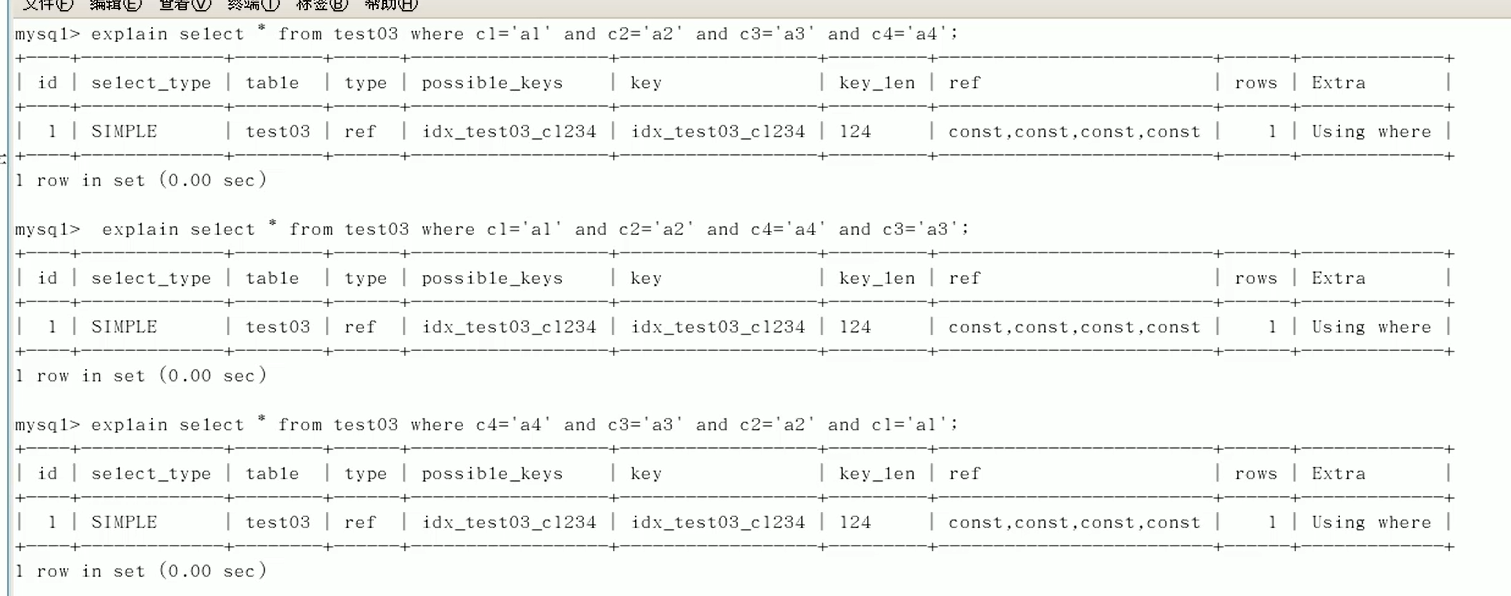 文件(F) 编辑(E) 查看(V) 终端(T) 标签(B) 帮助(H)
mysql> explain select * from test03 where c1='a1' and c2='a2' and c3='a3' and c4='a4';
+----+-------------+--------+------+------------------+------------------+---------+-------------------------+------+-------------+
| id | select_type | table | type | possible_keys | key | key_len | ref | rows | Extra |
+----+-------------+--------+------+------------------+------------------+---------+-------------------------+------+-------------+
| 1 | SIMPLE | test03 | ref | idx_test03_c1234 | idx_test03_c1234 | 124 | const,const,const,const | 1 | Using where |
+----+-------------+--------+------+------------------+------------------+---------+-------------------------+------+-------------+
1 row in set (0.00 sec)
mysql>  explain select * from test03 where c1='a1' and c2='a2' and c4='a4' and c3='a3';
+----+-------------+--------+------+------------------+------------------+---------+-------------------------+------+-------------+
| id | select_type | table | type | possible_keys | key | key_len | ref | rows | Extra |
+----+-------------+--------+------+------------------+------------------+---------+-------------------------+------+-------------+
| 1 | SIMPLE | test03 | ref | idx_test03_c1234 | idx_test03_c1234 | 124 | const,const,const,const | 1 | Using where |
+----+-------------+--------+------+------------------+------------------+---------+-------------------------+------+-------------+
1 row in set (0.00 sec)
mysql> explain select * from test03 where c4='a4' and c3='a3' and c2='a2' and c1='a1';
+----+-------------+--------+------+------------------+------------------+---------+-------------------------+------+-------------+
| id | select_type | table | type | possible_keys | key | key_len | ref | rows | Extra |
+----+-------------+--------+------+------------------+------------------+---------+-------------------------+------+-------------+
| 1 | SIMPLE | test03 | ref | idx_test03_c1234 | idx_test03_c1234 | 124 | const,const,const,const | 1 | Using where |
+----+-------------+--------+------+------------------+------------------+---------+-------------------------+------+-------------+
1 row in set (0.00 sec)